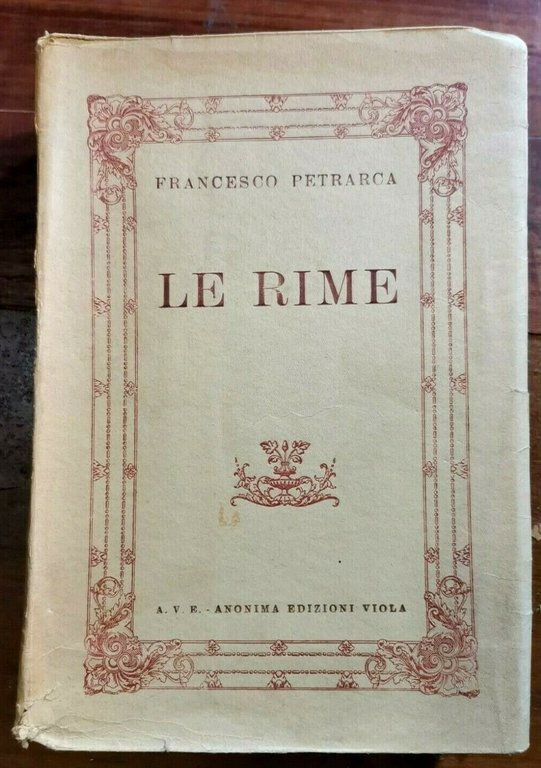 FRANCESCO PETRARCA
LE RIME
A. V. E. - ANONIMA EDIZIONI VIOLA